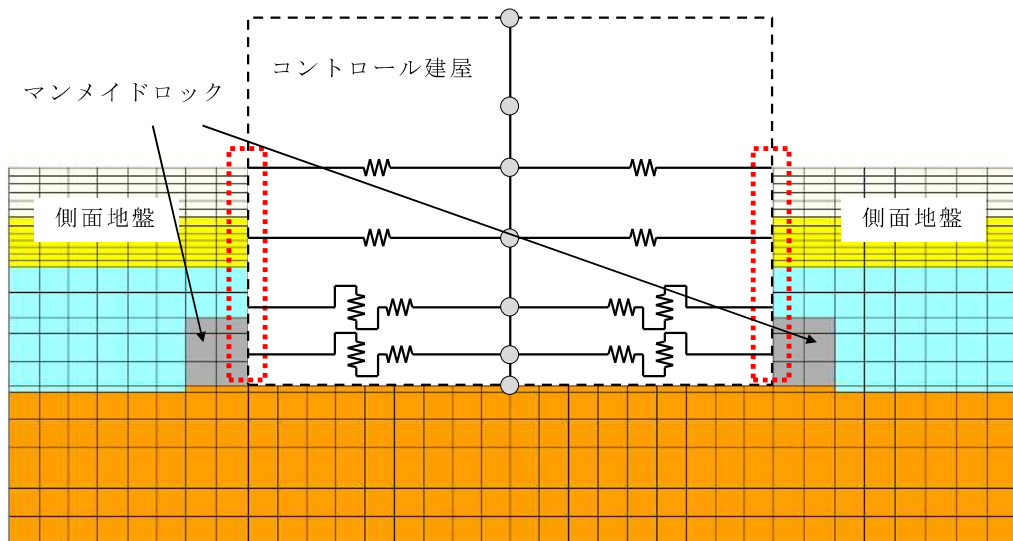 コントロール建屋
マンメイドロック
側面地盤
側面地盤